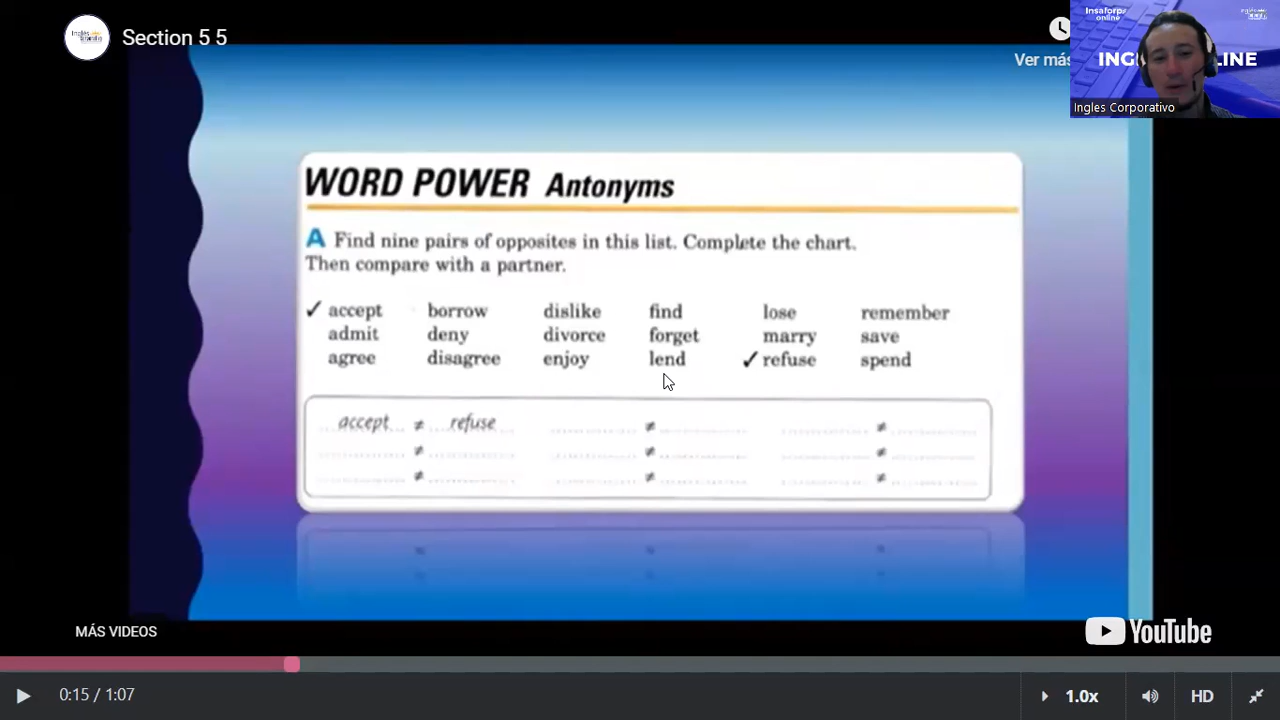 Section 5 5
Ver más
Insaforp online
INGL LINE
Ingles Corporativo
WORD POWER Antonyms
A Find nine pairs of opposites in this list. Complete the chart.
Then compare with a partner.
✓ accept borrow dislike find lose remember
admit deny divorce forget marry save
agree disagree enjoy lend ✓ refuse spend
accept ≠ refuse ≠ ≠
≠ ≠ ≠
≠ ≠ ≠
MÁS VIDEOS
YouTube
0:15 / 1:07
1.0x
HD